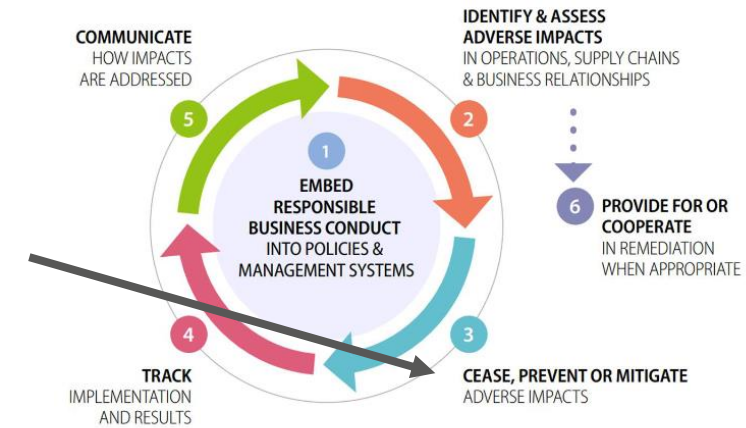 COMMUNICATE
HOW IMPACTS
ARE ADDRESSED
5
IDENTIFY & ASSESS
ADVERSE IMPACTS
IN OPERATIONS, SUPPLY CHAINS
& BUSINESS RELATIONSHIPS
2
1
EMBED
RESPONSIBLE
BUSINESS CONDUCT
INTO POLICIES &
MANAGEMENT SYSTEMS
6
PROVIDE FOR OR
COOPERATE
IN REMEDIATION
WHEN APPROPRIATE
4
TRACK
IMPLEMENTATION
AND RESULTS
3
CEASE, PREVENT OR MITIGATE
ADVERSE IMPACTS